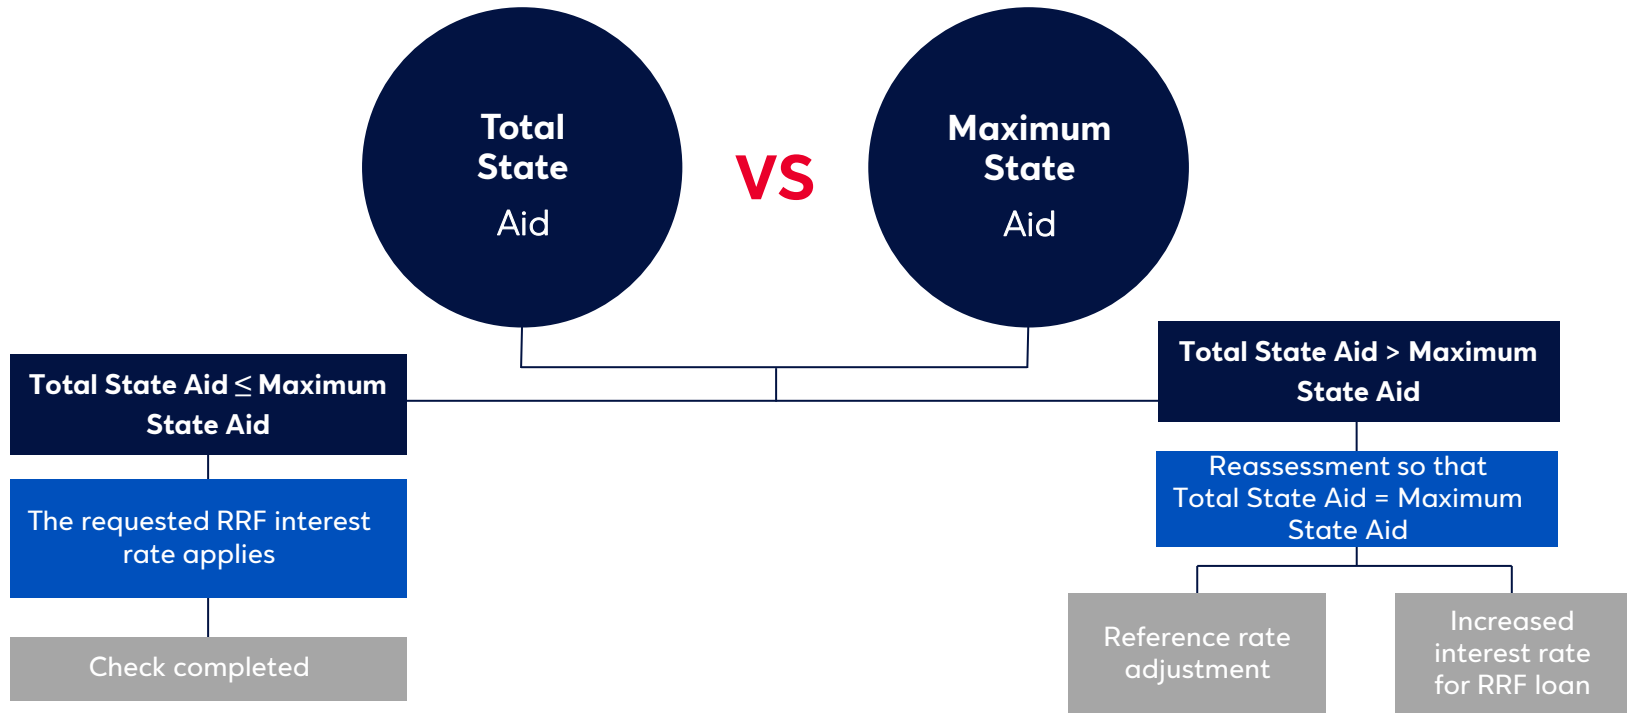 Total
State
Aid
VS
Maximum
State
Aid
Total State Aid ≤ Maximum
State Aid
The requested RRF interest
rate applies
Check completed
Total State Aid > Maximum
State Aid
Reassessment so that
Total State Aid = Maximum
State Aid
Reference rate
adjustment
Increased
interest rate
for RRF loan